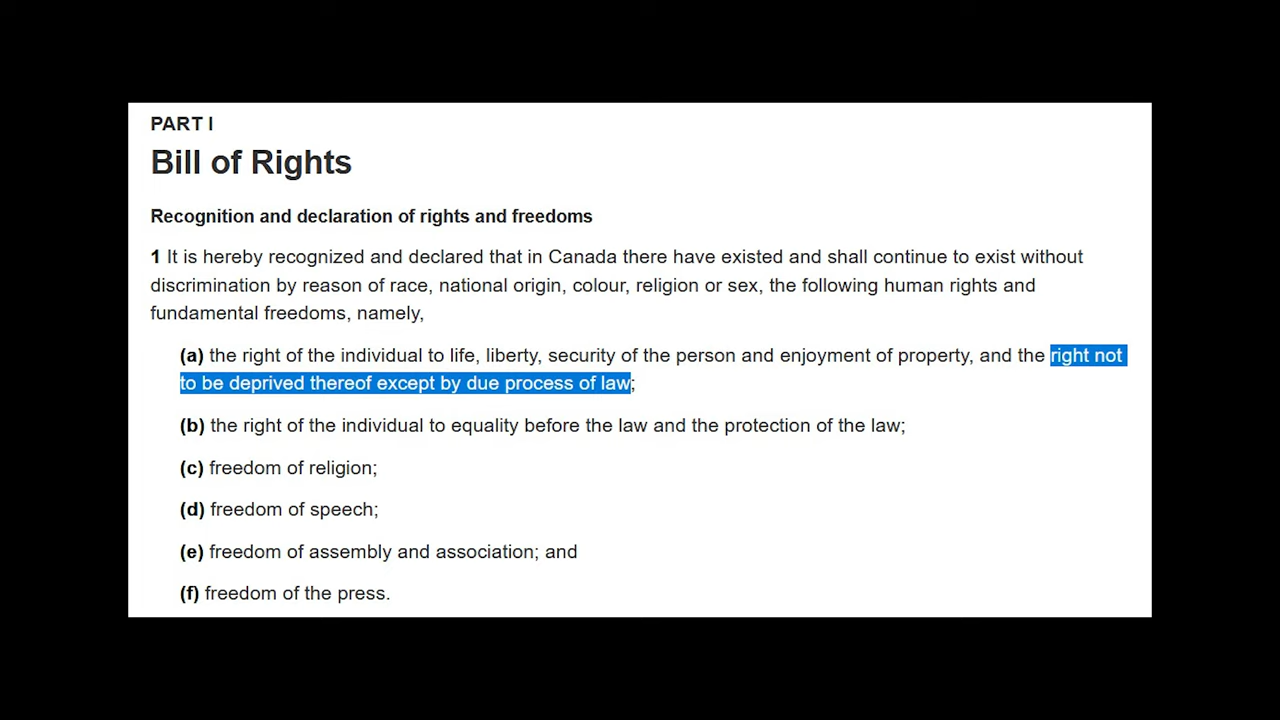 PART I
Bill of Rights
Recognition and declaration of rights and freedoms
1 It is hereby recognized and declared that in Canada there have existed and shall continue to exist without
discrimination by reason of race, national origin, colour, religion or sex, the following human rights and
fundamental freedoms, namely,
(a) the right of the individual to life, liberty, security of the person and enjoyment of property, and the right not
to be deprived thereof except by due process of law;
(b) the right of the individual to equality before the law and the protection of the law;
(c) freedom of religion;
(d) freedom of speech;
(e) freedom of assembly and association; and
(f) freedom of the press.